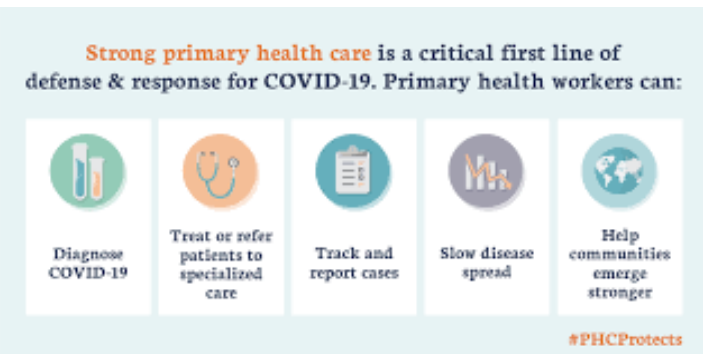 Strong primary health care is a critical first line of
defense & response for COVID-19. Primary health workers can:
Diagnose
COVID-19
Treat or refer
patients to
specialized
care
Track and
report cases
Slow disease
spread
Help
communities
emerge
stronger
#PHCProtects